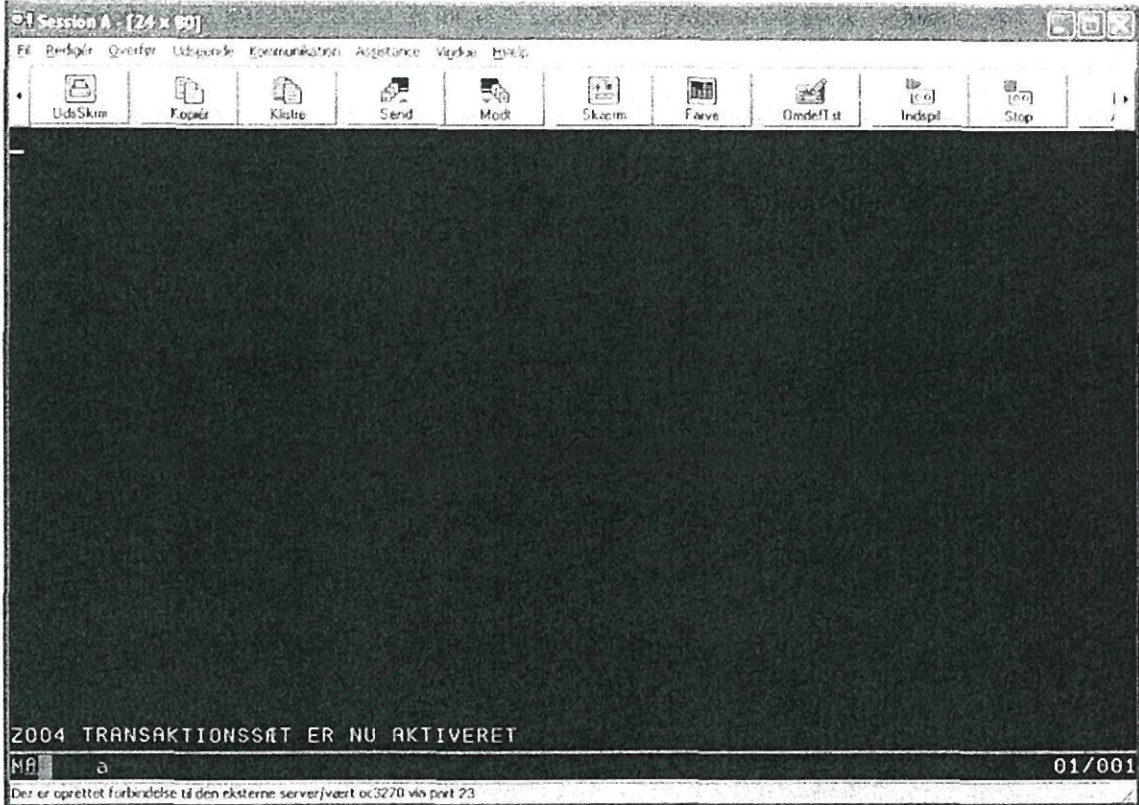 Session A - [24 x 80]
Fil Redigér Overfør Udseende Kommunikation Assistance Vindue Hjælp
UdsSkrm Kopiér Klistre Send Modt Skærm Farve OmdefTst Indspil Stop
Z004 TRANSAKTIONSSÆT ER NU AKTIVERET
MA a 01/001
Der er oprettet forbindelse til den eksterne server/vært oc3270 via port 23